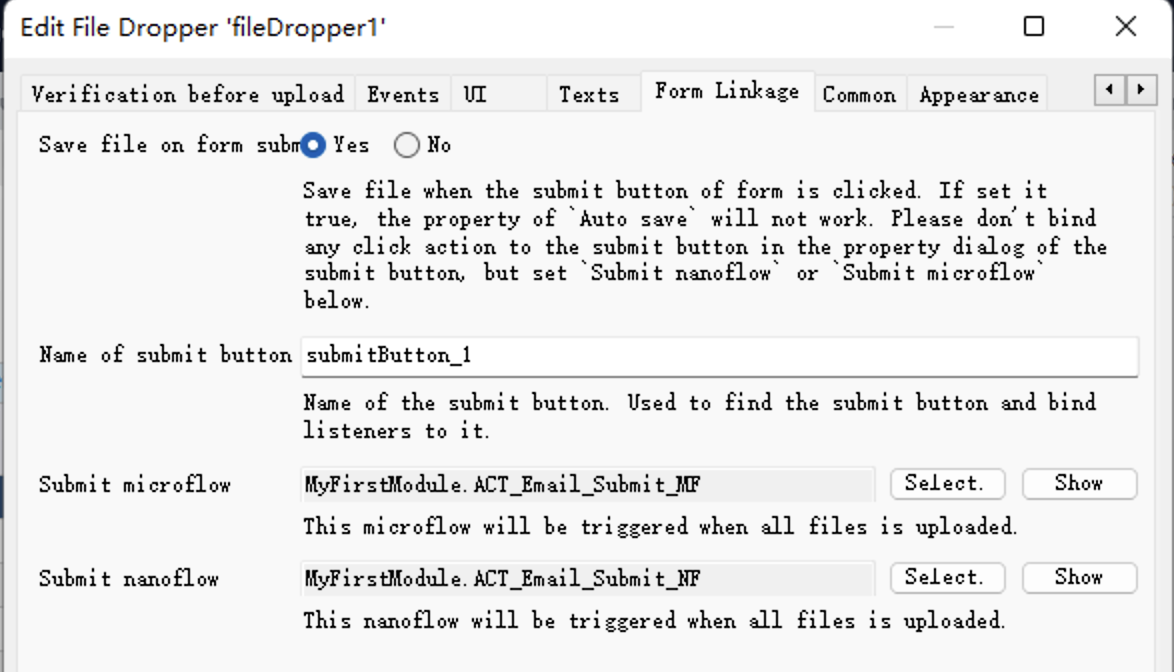 Edit File Dropper 'fileDropper1'
Verification before upload Events UI Texts Form Linkage Common Appearance
Save file on form subm Yes No
Save file when the submit button of form is clicked. If set it
true, the property of `Auto save` will not work. Please don't bind
any click action to the submit button in the property dialog of the
submit button, but set `Submit nanoflow` or `Submit microflow`
below.
Name of submit button submitButton_1
Name of the submit button. Used to find the submit button and bind
listeners to it.
Submit microflow MyFirstModule.ACT_Email_Submit_MF Select. Show
This microflow will be triggered when all files is uploaded.
Submit nanoflow MyFirstModule.ACT_Email_Submit_NF Select. Show
This nanoflow will be triggered when all files is uploaded.